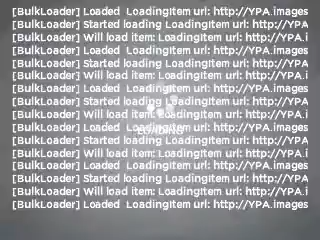 [BulkLoader] Loaded LoadingItem url: http://YPA.images
[BulkLoader] Started loading LoadingItem url: http://YPA
[BulkLoader] Will load item: LoadingItem url: http://YPA.i
[BulkLoader] Loaded LoadingItem url: http://YPA.images
[BulkLoader] Started loading LoadingItem url: http://YPA
[BulkLoader] Will load item: LoadingItem url: http://YPA.i
[BulkLoader] Loaded LoadingItem url: http://YPA.images
[BulkLoader] Started loading LoadingItem url: http://YPA
[BulkLoader] Will load item: LoadingItem url: http://YPA.i
[BulkLoader] Loaded LoadingItem url: http://YPA.images
LOADING
[BulkLoader] Started loading LoadingItem url: http://YPA
[BulkLoader] Will load item: LoadingItem url: http://YPA.i
[BulkLoader] Loaded LoadingItem url: http://YPA.images
[BulkLoader] Started loading LoadingItem url: http://YPA
[BulkLoader] Will load item: LoadingItem url: http://YPA.i
[BulkLoader] Loaded LoadingItem url: http://YPA.images